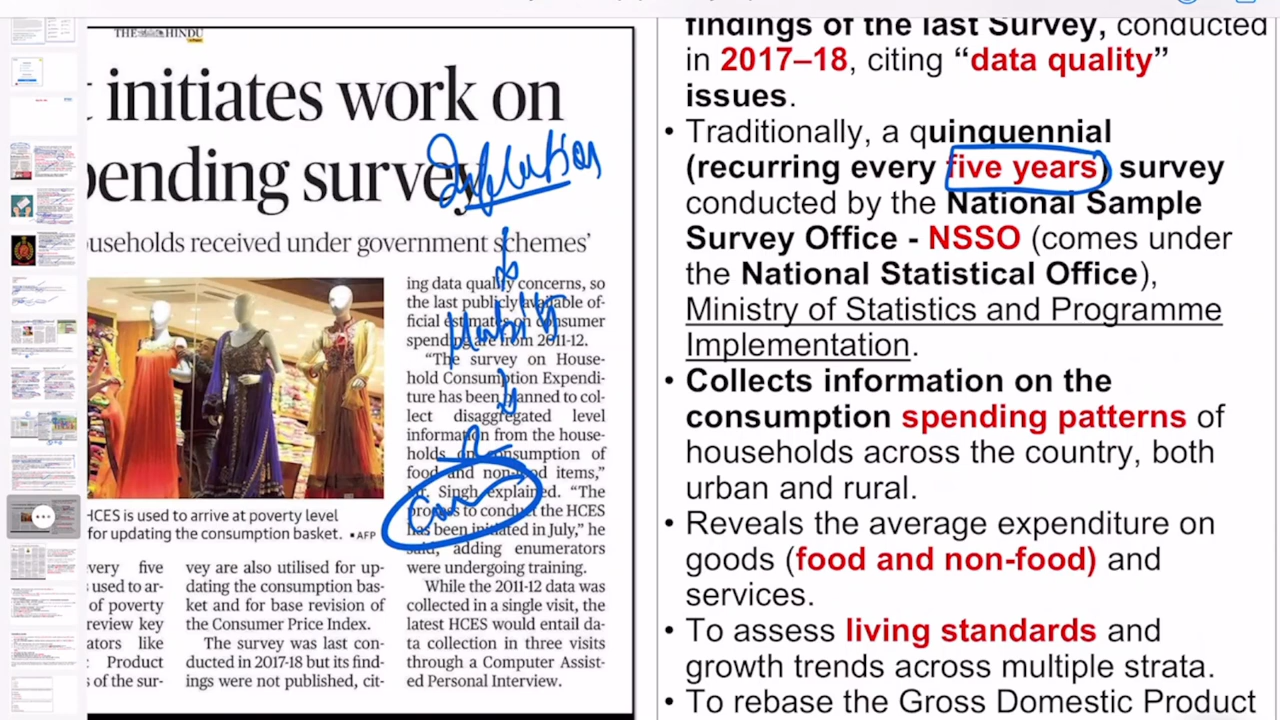 THE HINDU
t initiates work on
pending survey
ouseholds received under government schemes'
HCES is used to arrive at poverty level
for updating the consumption basket. •AFP
very five
s used to ar-
of poverty
review key
ators like
Product
s of the sur-
vey are also utilised for up-
dating the consumption bas-
ket and for base revision of
the Consumer Price Index.
The survey was last con-
ducted in 2017-18 but its find-
ings were not published, cit-
ing data quality concerns, so
the last publicly available of-
ficial estimates on consumer
spending are from 2011-12.
"The survey on House-
hold Consumption Expendi-
ture has been planned to col-
lect disaggregated level
information from the house-
holds consumption of
food and non-food items,"
Mr. Singh explained. "The
process to conduct the HCES
has been initiated in July," he
said, adding enumerators
were undergoing training.
While the 2011-12 data was
collected in a single visit, the
latest HCES would entail da-
ta collection in three visits
through a Computer Assist-
ed Personal Interview.
findings of the last Survey, conducted
in 2017–18, citing “data quality”
issues.
• Traditionally, a quinquennial
(recurring every five years) survey
conducted by the National Sample
Survey Office - NSSO (comes under
the National Statistical Office),
Ministry of Statistics and Programme
Implementation.
• Collects information on the
consumption spending patterns of
households across the country, both
urban and rural.
• Reveals the average expenditure on
goods (food and non-food) and
services.
• To assess living standards and
growth trends across multiple strata.
• To rebase the Gross Domestic Product